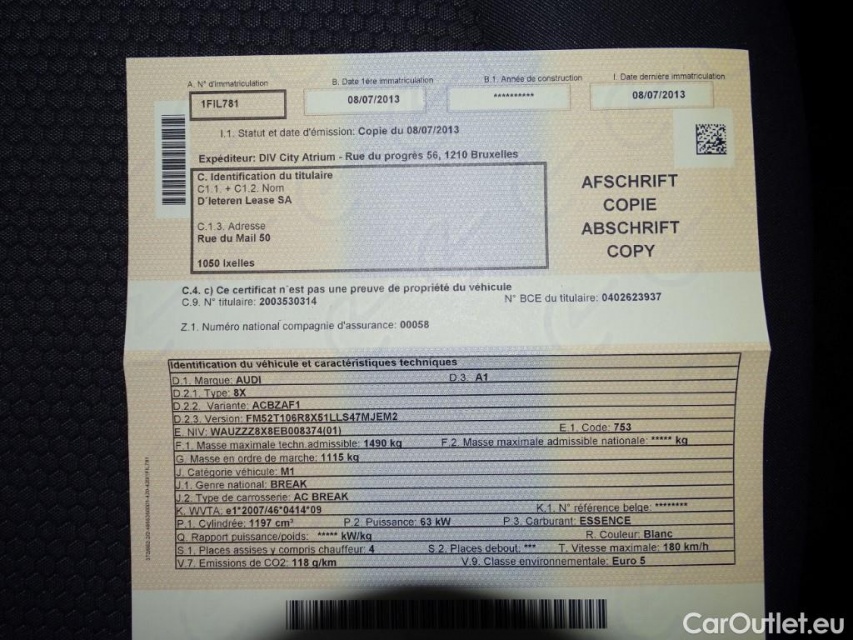 A. N° d'immatriculation B. Date 1ère immatriculation B.1. Année de construction I. Date dernière immatriculation
1FIL781 08/07/2013 ********** 08/07/2013
I.1. Statut et date d'émission: Copie du 08/07/2013
Expéditeur: DIV City Atrium - Rue du progrès 56, 1210 Bruxelles
C. Identification du titulaire
C1.1. + C1.2. Nom
D'Ieteren Lease SA
C.1.3. Adresse
Rue du Mail 50
1050 Ixelles
AFSCHRIFT
COPIE
ABSCHRIFT
COPY
C.4. c) Ce certificat n'est pas une preuve de propriété du véhicule
C.9. N° titulaire: 2003530314 N° BCE du titulaire: 0402623937
Z.1. Numéro national compagnie d'assurance: 00058
Identification du véhicule et caractéristiques techniques
D.1. Marque: AUDI D.3. A1
D.2.1. Type: 8X
D.2.2. Variante: ACBZAF1
D.2.3. Version: FM52T106R8X51LLS47MJEM2
E. NIV: WAUZZZ8X8EB008374(01) E.1. Code: 753
F.1. Masse maximale techn.admissible: 1490 kg F.2. Masse maximale admissible nationale: ***** kg
G. Masse en ordre de marche: 1115 kg
J. Catégorie véhicule: M1
J.1. Genre national: BREAK
J.2. Type de carrosserie: AC BREAK
K. WVTA: e1*2007/46*0414*09 K.1. N° référence belge: ********
P.1. Cylindrée: 1197 cm³ P.2. Puissance: 63 kW P.3. Carburant: ESSENCE
Q. Rapport puissance/poids: ***** kW/kg R. Couleur: Blanc
S.1. Places assises y compris chauffeur: 4 S.2. Places debout: *** T. Vitesse maximale: 180 km/h
V.7. Emissions de CO2: 118 g/km V.9. Classe environnementale: Euro 5
CarOutlet.eu